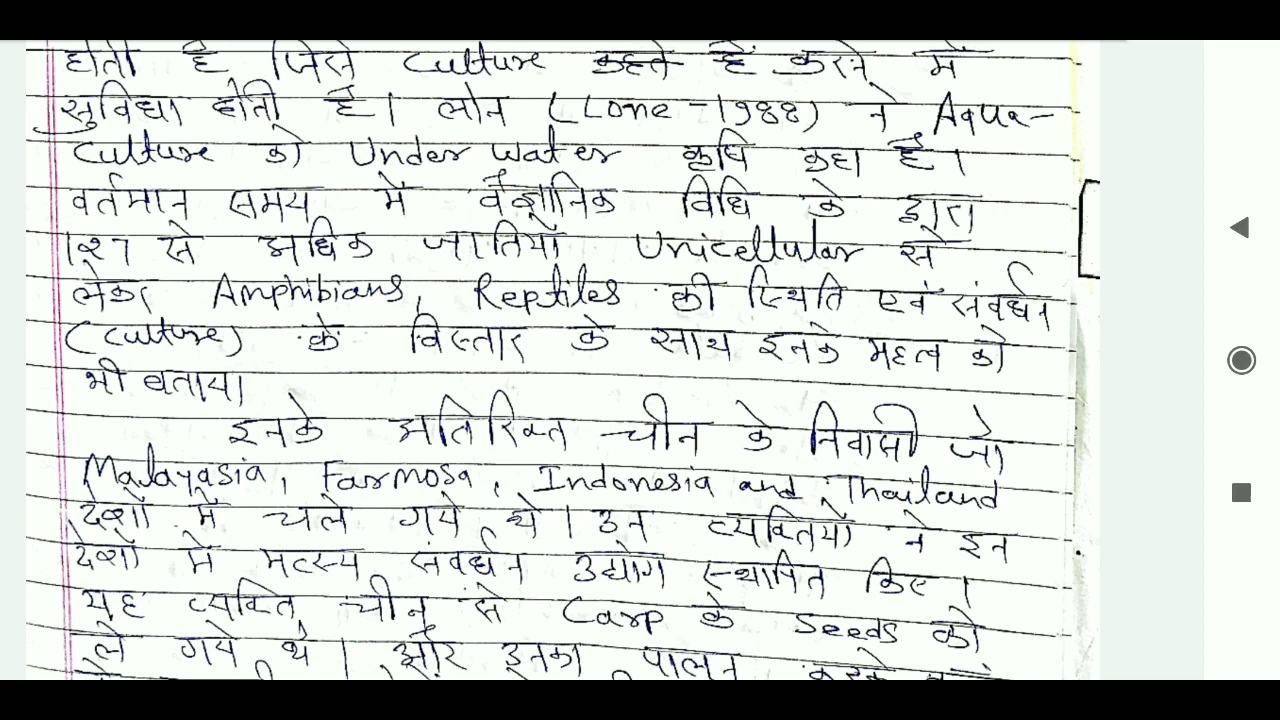 होती है जिसे Culture कहते हैं करने में
सुविधा होती है। लोन (Lone-1988) ने Aqua-
Culture को Under water कृषि कहा है।
वर्तमान समय में वैज्ञानिक विधि के द्वारा
127 से अधिक जातियों Unicellular से
लेकर Amphibians, Reptiles की स्थिति एवं संवर्धन
(Culture) के विस्तार के साथ इनके महत्व को
भी बताया।
इनके अतिरिक्त चीन के निवासी जो
Malayasia, Farmosa, Indonesia and Thailand
देशों में चले गये थे। उन व्यक्तियों ने इन
देशों में मत्स्य संवर्धन उद्योग स्थापित किए।
यह व्यक्ति चीन से Carp के Seeds को
ले गये थे। और इनका पालन